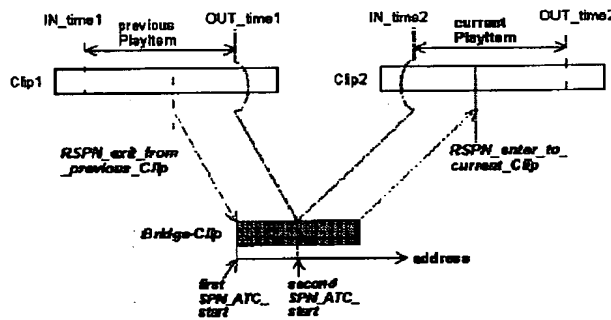 IN_time1
previous
PlayItem
OUT_time1
IN_time2
current
PlayItem
OUT_time2
Clip1
Clip2
RSPN_exit_from
_previous_Clip
RSPN_enter_to_
current_Clip
Bridge-Clip
address
first
SPN_ATC_
start
second
SPN_ATC_
start